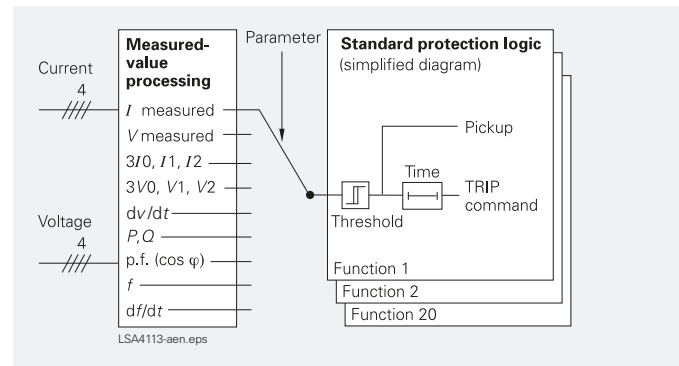 Measured-
value
processing
Parameter
Standard protection logic
(simplified diagram)
Current
4
I measured
V measured
3I0, I1, I2
3V0, V1, V2
dv/dt
P,Q
p.f. (cos φ)
f
df/dt
Voltage
4
Pickup
Time
TRIP
command
Threshold
Function 1
Function 2
Function 20
LSA4113-aen.eps